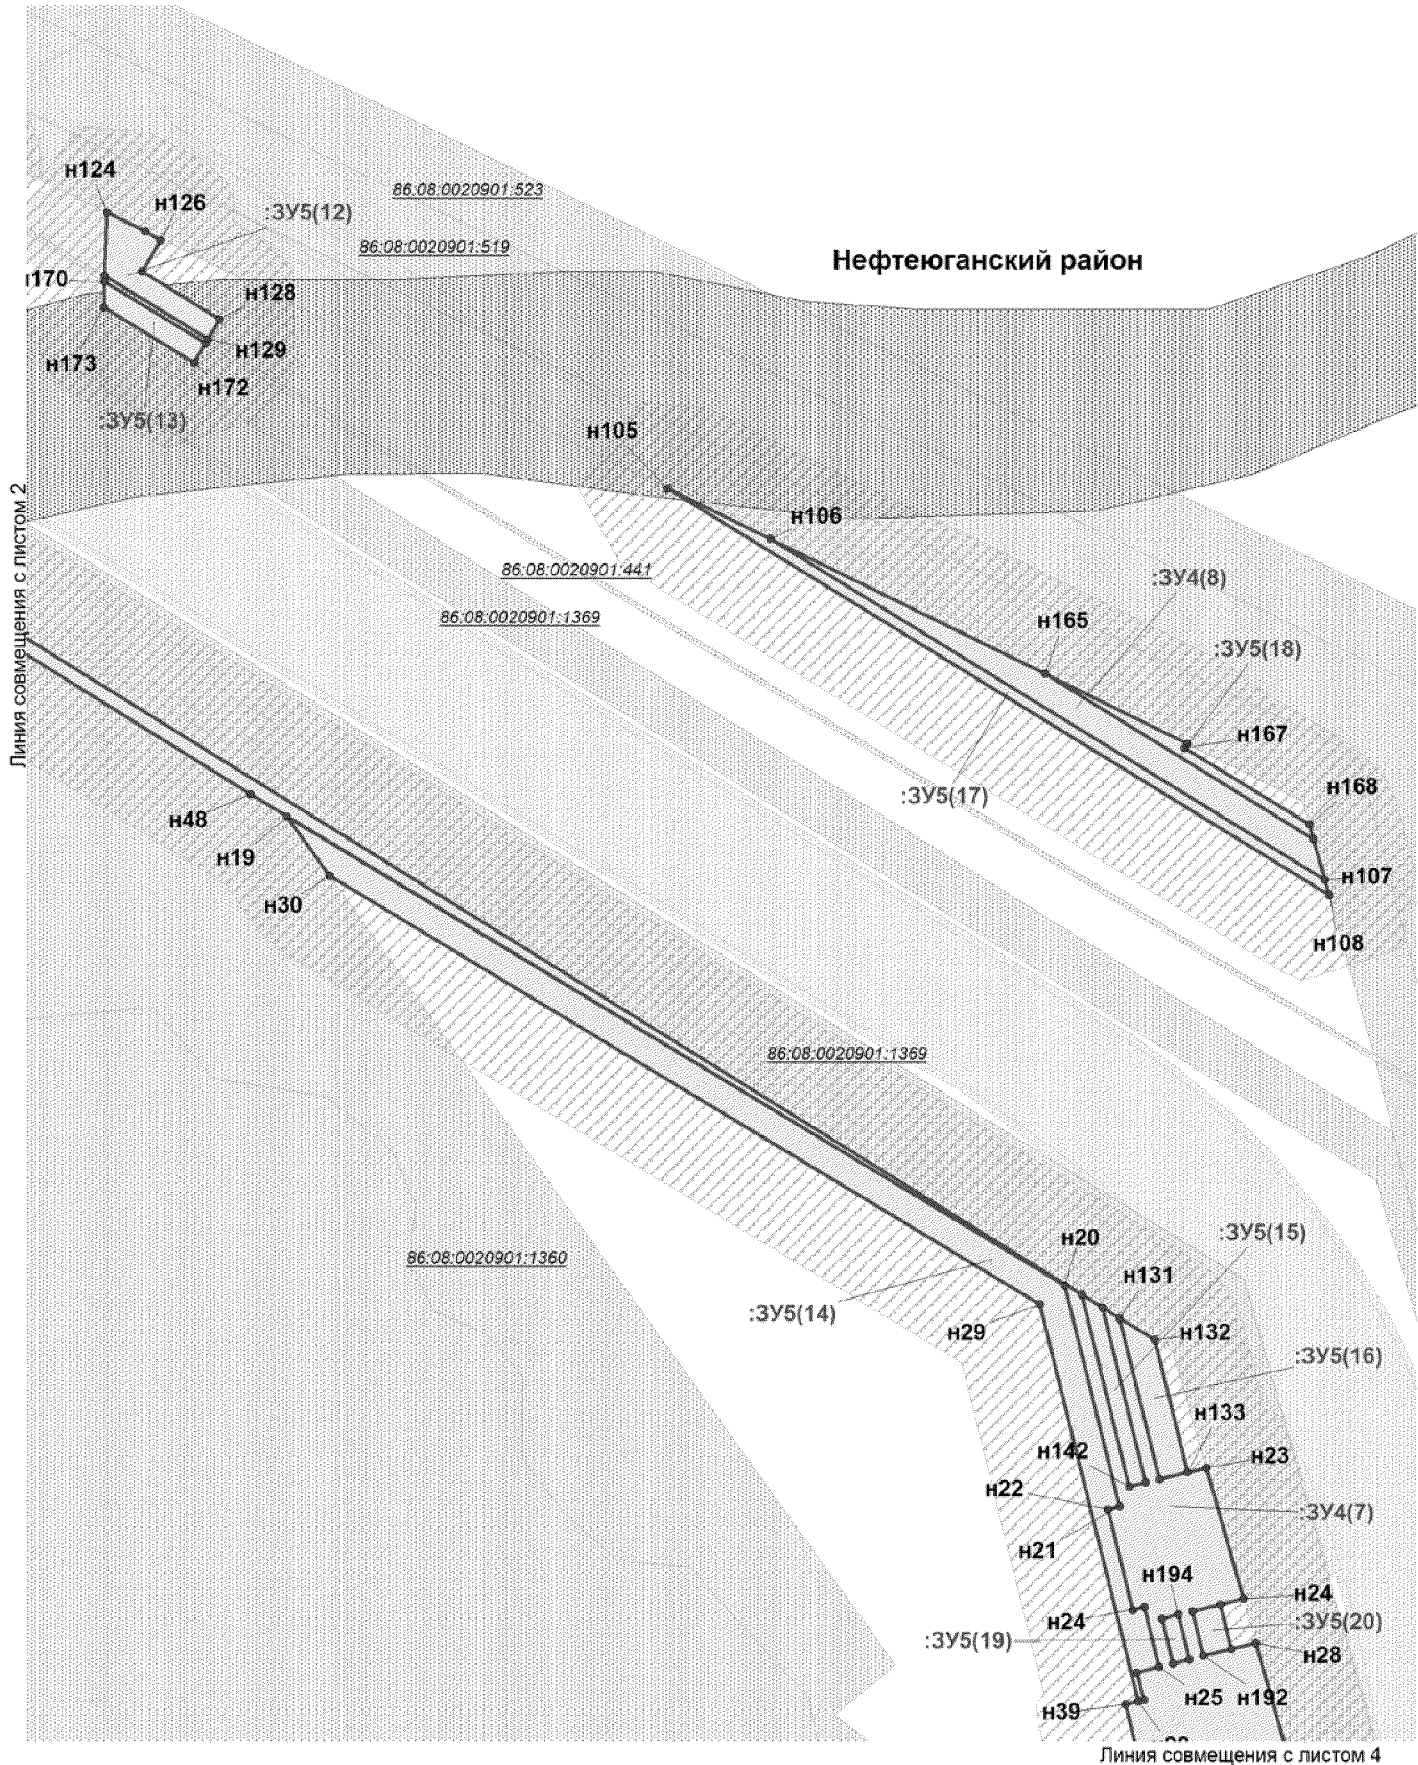 н124
86:08:0020901:523
н126
:ЗУ5(12)
86:08:0020901:519
Нефтеюганский район
н128
н129
н173
н172
:ЗУ5(13)
н105
Линия совмещения с листом 2
н106
86:08:0020901:441
:ЗУ4(8)
86:08:0020901:1369
н165
:ЗУ5(18)
н167
н168
:ЗУ5(17)
н48
н19
н107
н30
н108
86:08:0020901:1369
:ЗУ5(15)
н20
86:08:0020901:1360
н131
:ЗУ5(14)
н29
н132
:ЗУ5(16)
н133
н142
н23
н22
:ЗУ4(7)
н21
н194
н24
н24
:ЗУ5(20)
:ЗУ5(19)
н28
н25
н192
н39
Линия совмещения с листом 4